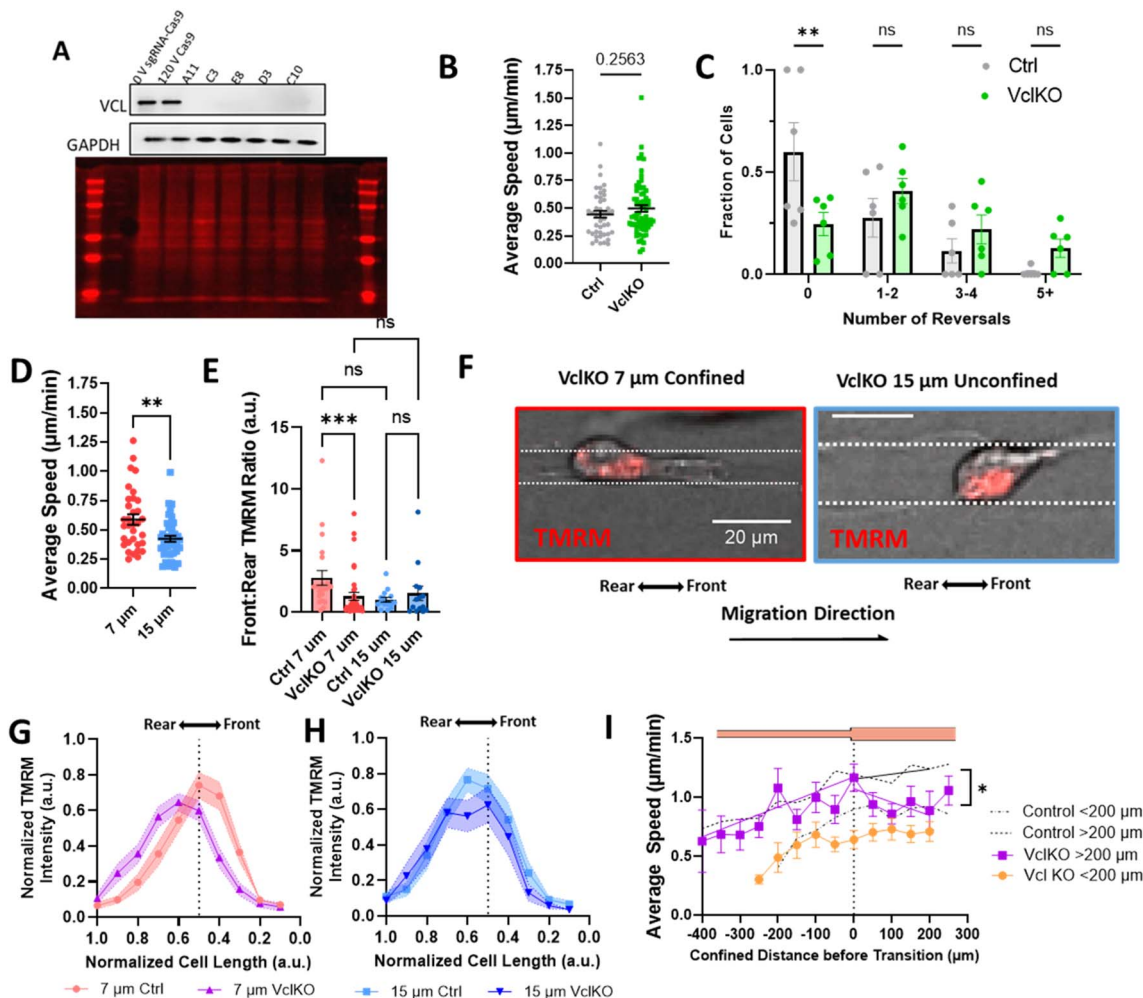 A
0 V sgRNA-Cas9
120 V Cas9
A11
C3
E8
D3
C10
VCL
GAPDH
B
0.2563
Average Speed (μm/min)
1.75
1.50
1.25
1.00
0.75
0.50
0.25
0.00
Ctrl
VclKO
C
** ns ns ns
Ctrl
VclKO
Fraction of Cells
1.0
0.5
0.0
0 1-2 3-4 5+
Number of Reversals
D
**
Average Speed (μm/min)
1.75
1.50
1.25
1.00
0.75
0.50
0.25
0.00
7 μm
15 μm
E
ns
ns
***
ns
Front:Rear TMRM Ratio (a.u.)
15
10
5
0
Ctrl 7 um
VclKO 7 um
Ctrl 15 um
VclKO 15 um
F
VclKO 7 μm Confined
VclKO 15 μm Unconfined
TMRM
20 μm
TMRM
Rear Front
Rear Front
Migration Direction
G
Rear Front
Normalized TMRM
Intensity (a.u.)
1.0
0.8
0.6
0.4
0.2
0.0
1.0 0.8 0.6 0.4 0.2 0.0
Normalized Cell Length (a.u.)
7 μm Ctrl 7 μm VclKO
H
Rear Front
Normalized TMRM
Intensity (a.u.)
1.0
0.8
0.6
0.4
0.2
0.0
1.0 0.8 0.6 0.4 0.2 0.0
Normalized Cell Length (a.u.)
15 μm Ctrl 15 μm VclKO
I
Average Speed (μm/min)
1.5
1.0
0.5
0.0
-400 -300 -200 -100 0 100 200 300
Confined Distance before Transition (μm)
*
Control <200 μm
Control >200 μm
VclKO >200 μm
Vcl KO <200 μm